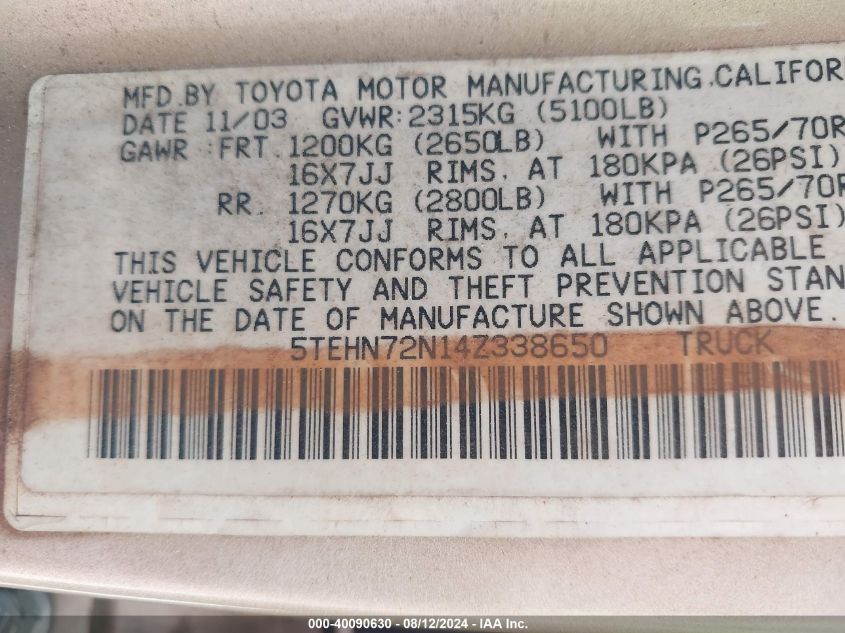 MFD.BY TOYOTA MOTOR MANUFACTURING,CALIFOR
DATE 11/03 GVWR:2315KG (5100LB)
GAWR :FRT.1200KG (2650LB) WITH P265/70R
16X7JJ RIMS, AT 180KPA (26PSI)
RR. 1270KG (2800LB) WITH P265/70R
16X7JJ RIMS, AT 180KPA (26PSI)
THIS VEHICLE CONFORMS TO ALL APPLICABLE
VEHICLE SAFETY AND THEFT PREVENTION STAN
ON THE DATE OF MANUFACTURE SHOWN ABOVE.
5TEHN72N14Z338650 TRUCK
000-40090630 - 08/12/2024 - IAA Inc.